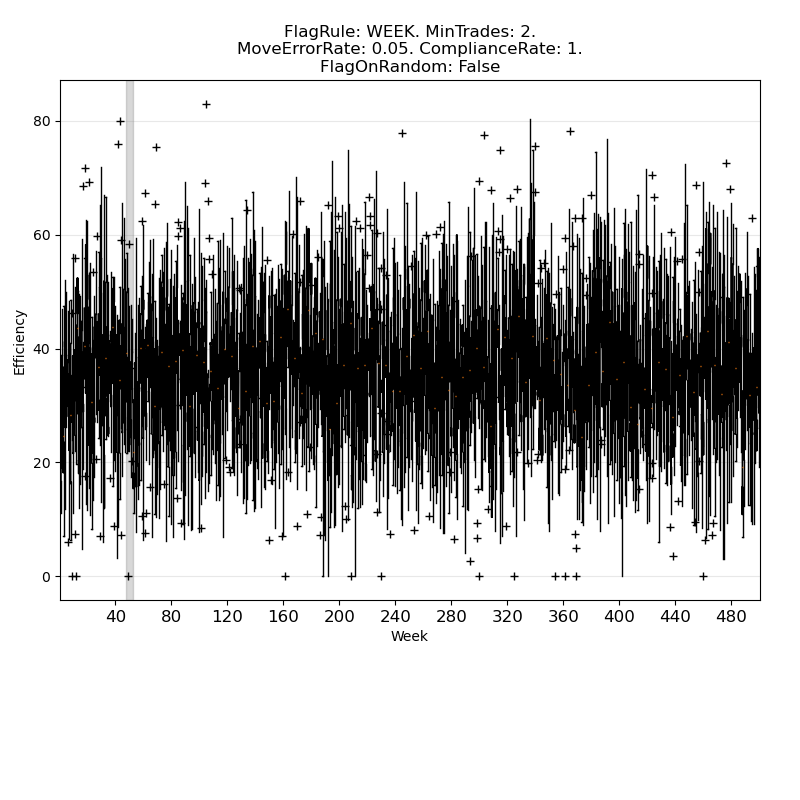 FlagRule: WEEK. MinTrades: 2.
MoveErrorRate: 0.05. ComplianceRate: 1.
FlagOnRandom: False
80
60
40
20
0
Efficiency
40 80 120 160 200 240 280 320 360 400 440 480
Week